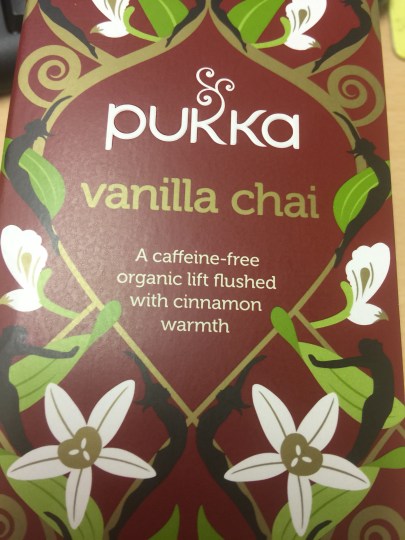 pukka
vanilla chai
A caffeine-free
organic lift flushed
with cinnamon
warmth